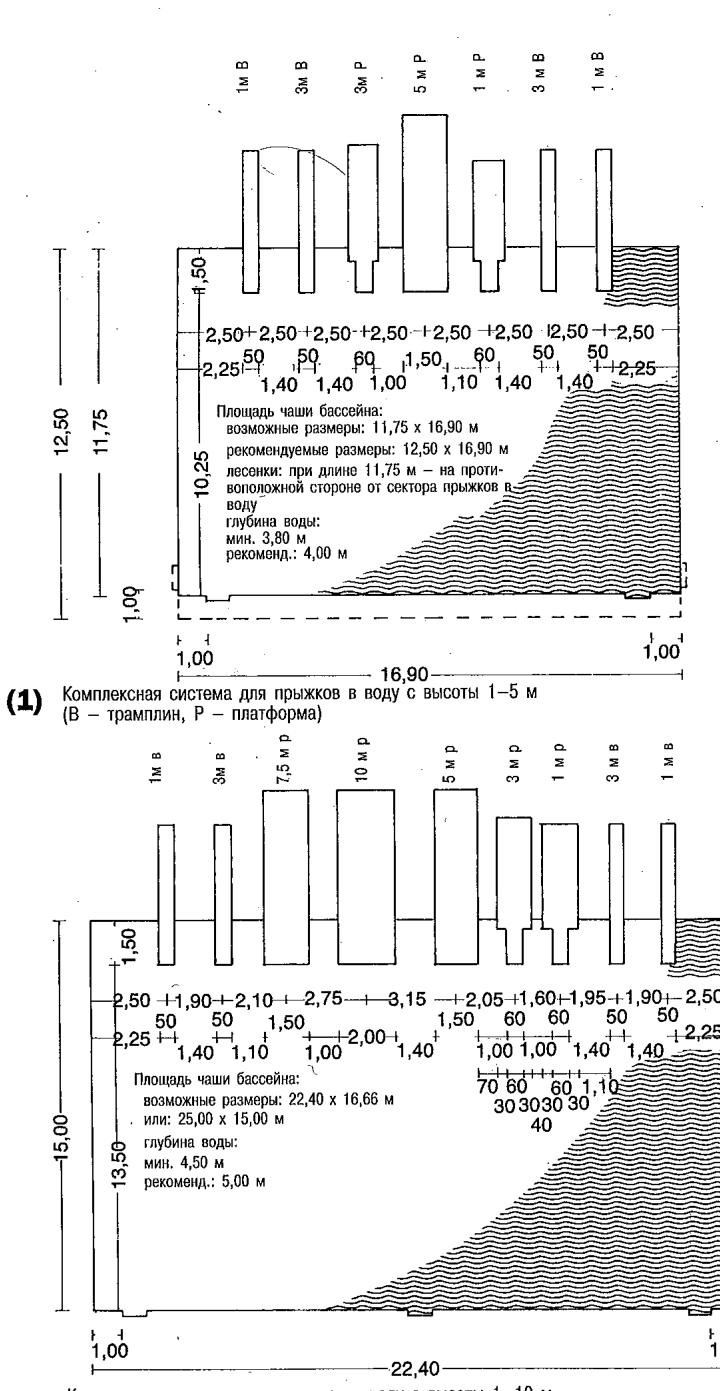 1м В 3м В 3м Р 5 м Р 1 м Р 3 м В 1 м В
1,50
2,50 2,50 2,50 2,50 2,50 2,50 2,50 2,50
50 50 60 1,50 60 50 50
2,25 2,25
1,40 1,40 1,00 1,10 1,40 1,40
12,50
11,75
10,25
Площадь чаши бассейна:
возможные размеры: 11,75 х 16,90 м
рекомендуемые размеры: 12,50 х 16,90 м
лесенки: при длине 11,75 м – на проти-
воположной стороне от сектора прыжков в
воду
глубина воды:
мин. 3,80 м
рекоменд.: 4,00 м
1,00
1,00 1,00
16,90
(1) Комплексная система для прыжков в воду с высоты 1–5 м
(В – трамплин, Р – платформа)
1м в 3м в 7,5 м р 10 м р 5 м р 3 м р 1 м р 3 м в 1 м в
1,50
2,50 1,90 2,10 2,75 3,15 2,05 1,60 1,95 1,90 2,50
50 50 1,50 2,00 1,50 60 60 50 50
2,25 2,25
1,40 1,10 1,00 1,40 1,00 1,00 1,40 1,40
70 60 60 1,10
30 30 30 30
40
15,00
13,50
Площадь чаши бассейна:
возможные размеры: 22,40 х 16,66 м
или: 25,00 х 15,00 м
глубина воды:
мин. 4,50 м
рекоменд.: 5,00 м
1,00
22,40